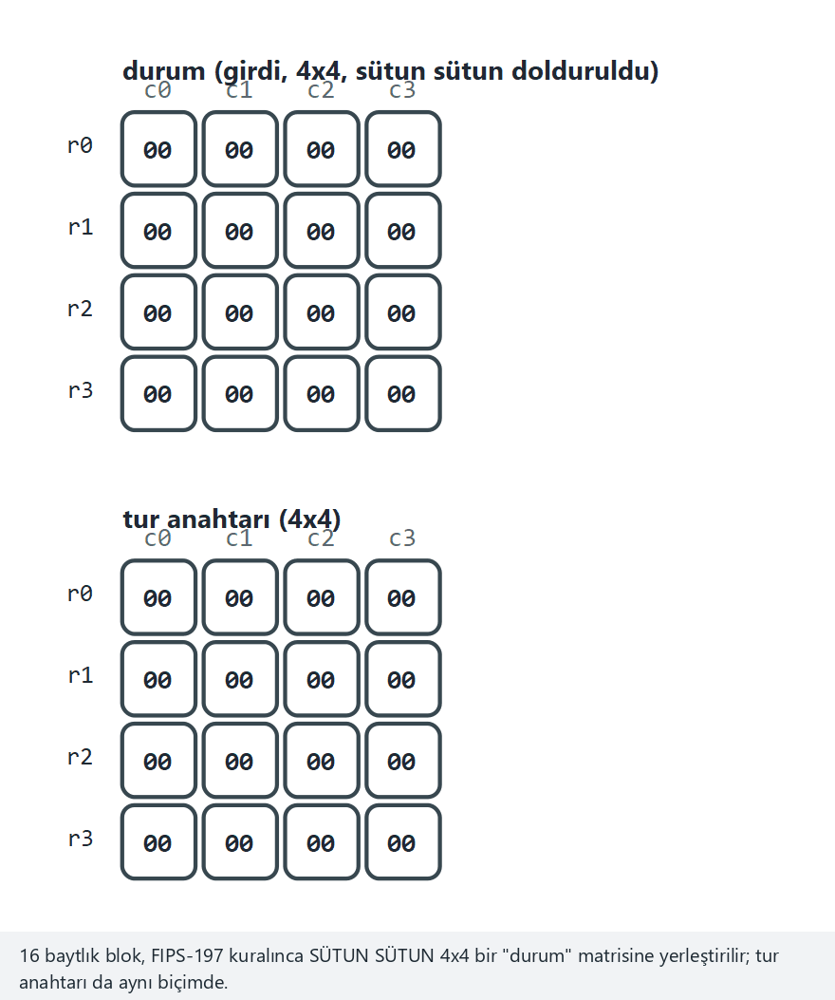 durum (girdi, 4x4, sütun sütun dolduruldu)
c0 c1 c2 c3
r0 00 00 00 00
r1 00 00 00 00
r2 00 00 00 00
r3 00 00 00 00
tur anahtarı (4x4)
c0 c1 c2 c3
r0 00 00 00 00
r1 00 00 00 00
r2 00 00 00 00
r3 00 00 00 00
16 baytlık blok, FIPS-197 kuralınca SÜTUN SÜTUN 4x4 bir "durum" matrisine yerleştirilir; tur
anahtarı da aynı biçimde.